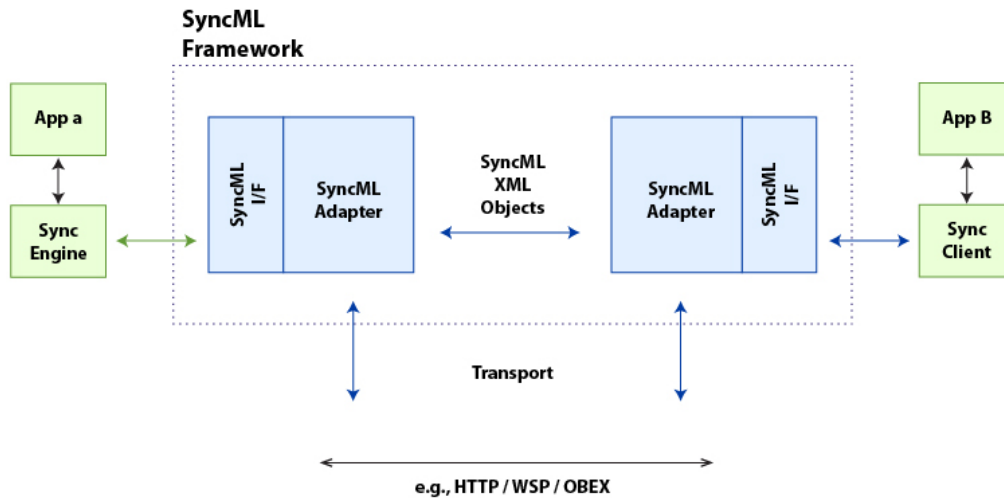 SyncML
Framework
App a
App B
SyncML
I/F
SyncML
Adapter
SyncML
XML
Objects
SyncML
Adapter
SyncML
I/F
Sync
Engine
Sync
Client
Transport
e.g., HTTP / WSP / OBEX